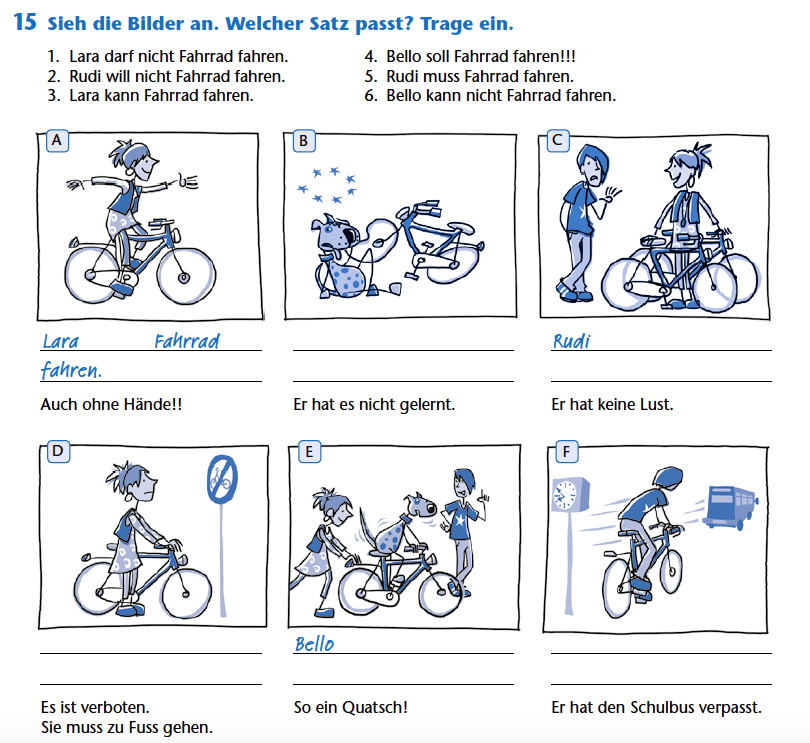 15 Sieh die Bilder an. Welcher Satz passt? Trage ein.
1. Lara darf nicht Fahrrad fahren.
2. Rudi will nicht Fahrrad fahren.
3. Lara kann Fahrrad fahren.
4. Bello soll Fahrrad fahren!!!
5. Rudi muss Fahrrad fahren.
6. Bello kann nicht Fahrrad fahren.
A
B
C
Lara Fahrrad
fahren.
Rudi
Auch ohne Hände!!
Er hat es nicht gelernt.
Er hat keine Lust.
D
E
F
Bello
Es ist verboten.
Sie muss zu Fuss gehen.
So ein Quatsch!
Er hat den Schulbus verpasst.